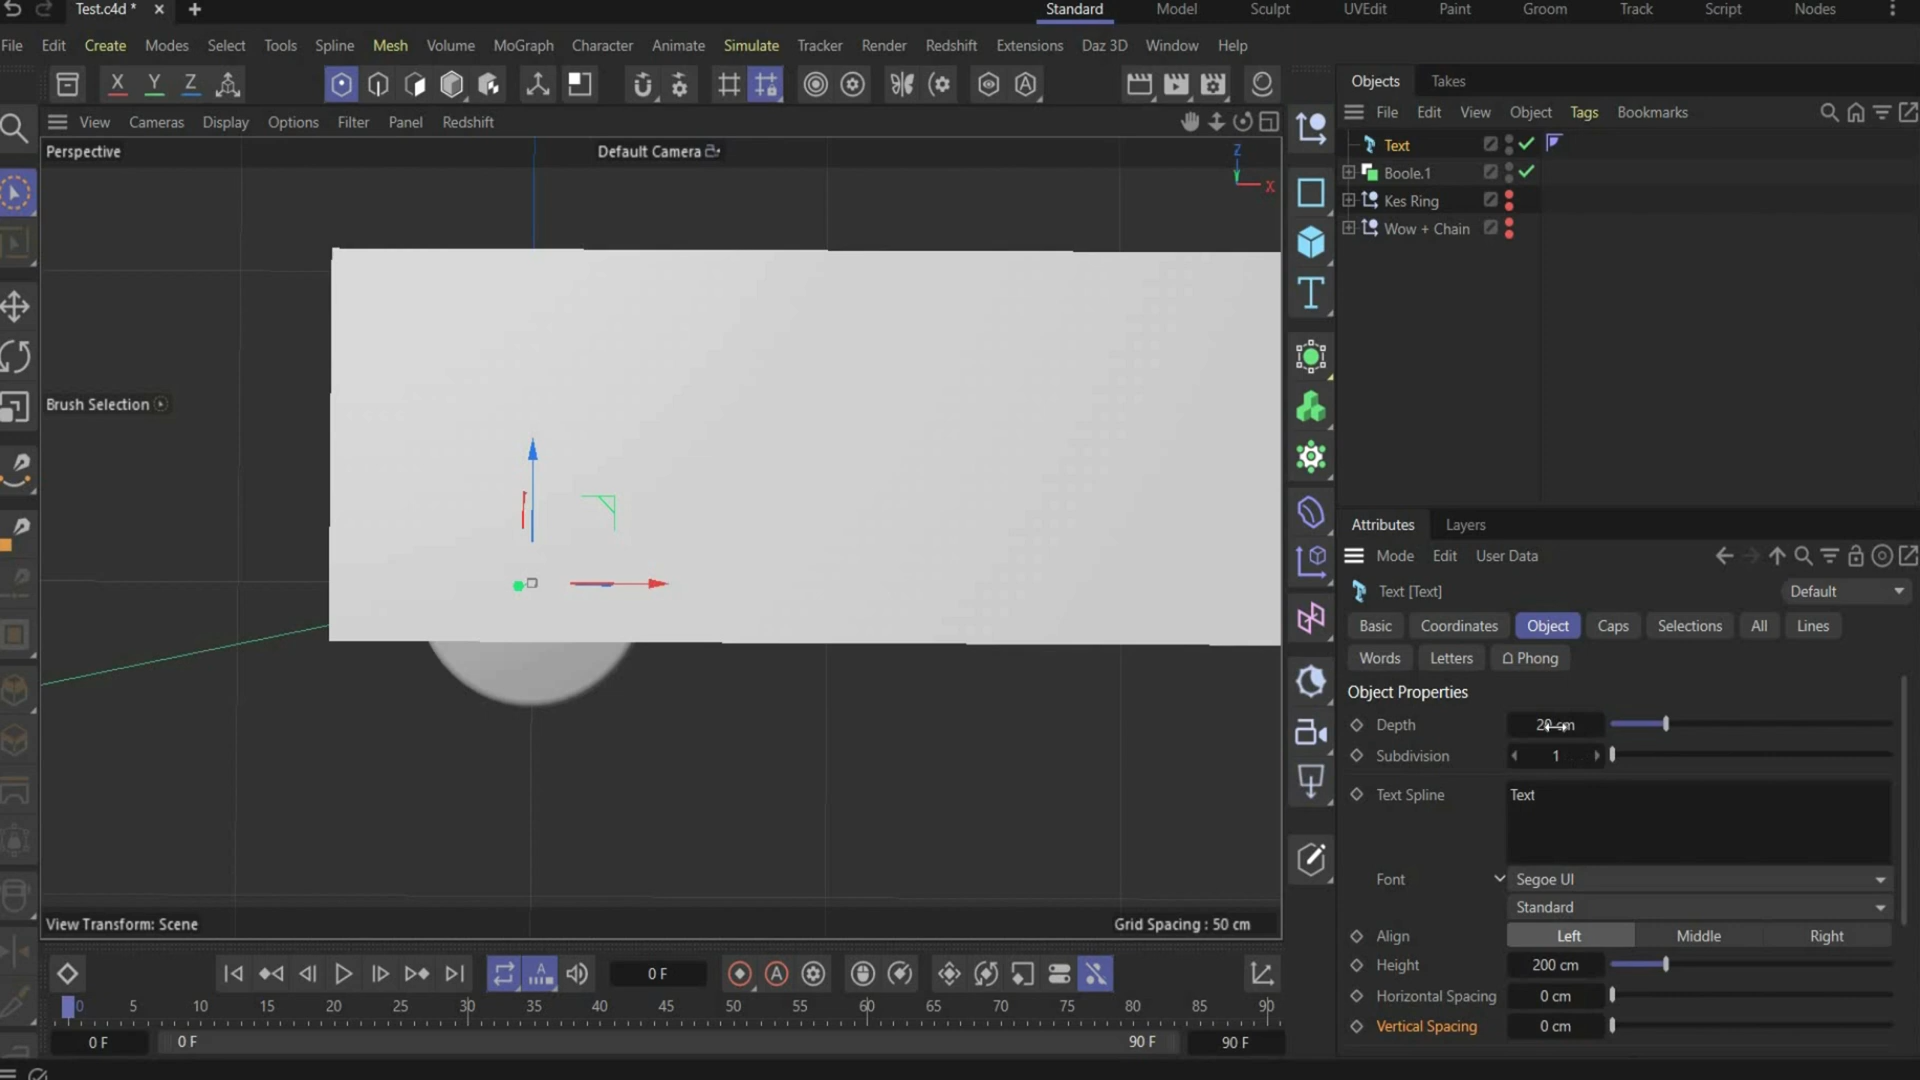 Test.c4d *
Standard
Model
Sculpt
UVEdit
Paint
Groom
Track
Script
Nodes
File
Edit
Create
Modes
Select
Tools
Spline
Mesh
Volume
MoGraph
Character
Animate
Simulate
Tracker
Render
Redshift
Extensions
Daz 3D
Window
Help
X
Y
Z
Objects
Takes
View
Cameras
Display
Options
Filter
Panel
Redshift
File
Edit
View
Object
Tags
Bookmarks
Perspective
Default Camera
Z
X
Text
Boole.1
Kes Ring
Wow + Chain
Brush Selection
Attributes
Layers
Mode
Edit
User Data
Text [Text]
Default
Basic
Coordinates
Object
Caps
Selections
All
Lines
Words
Letters
Phong
Object Properties
Depth
20 cm
Subdivision
1
Text Spline
Text
Font
Segoe UI
Standard
Align
Left
Middle
Right
Height
200 cm
Horizontal Spacing
0 cm
Vertical Spacing
0 cm
View Transform: Scene
Grid Spacing : 50 cm
0 F
0 5 10 15 20 25 30 35 40 45 50 55 60 65 70 75 80 85 90
0 F
0 F
90 F
90 F